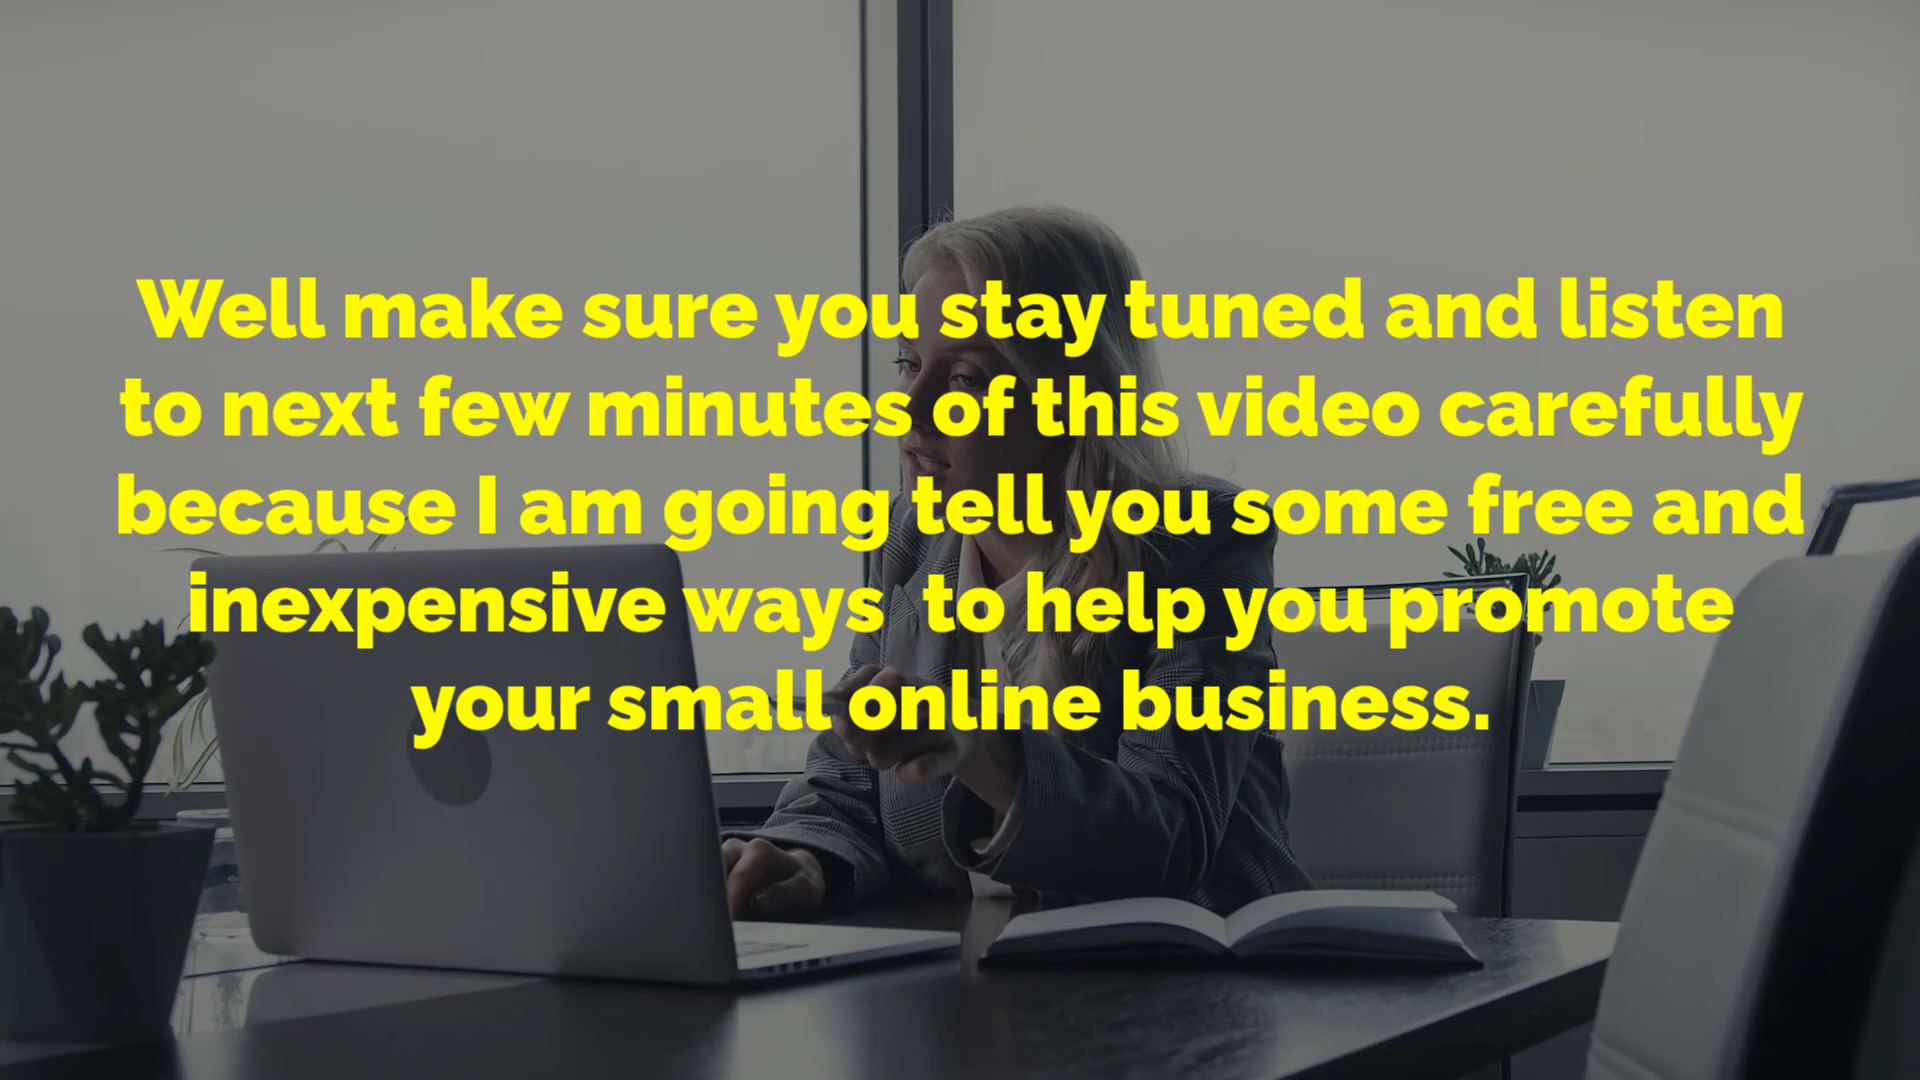 Well make sure you stay tuned and listen
to next few minutes of this video carefully
because I am going tell you some free and
inexpensive ways  to help you promote
your small online business.